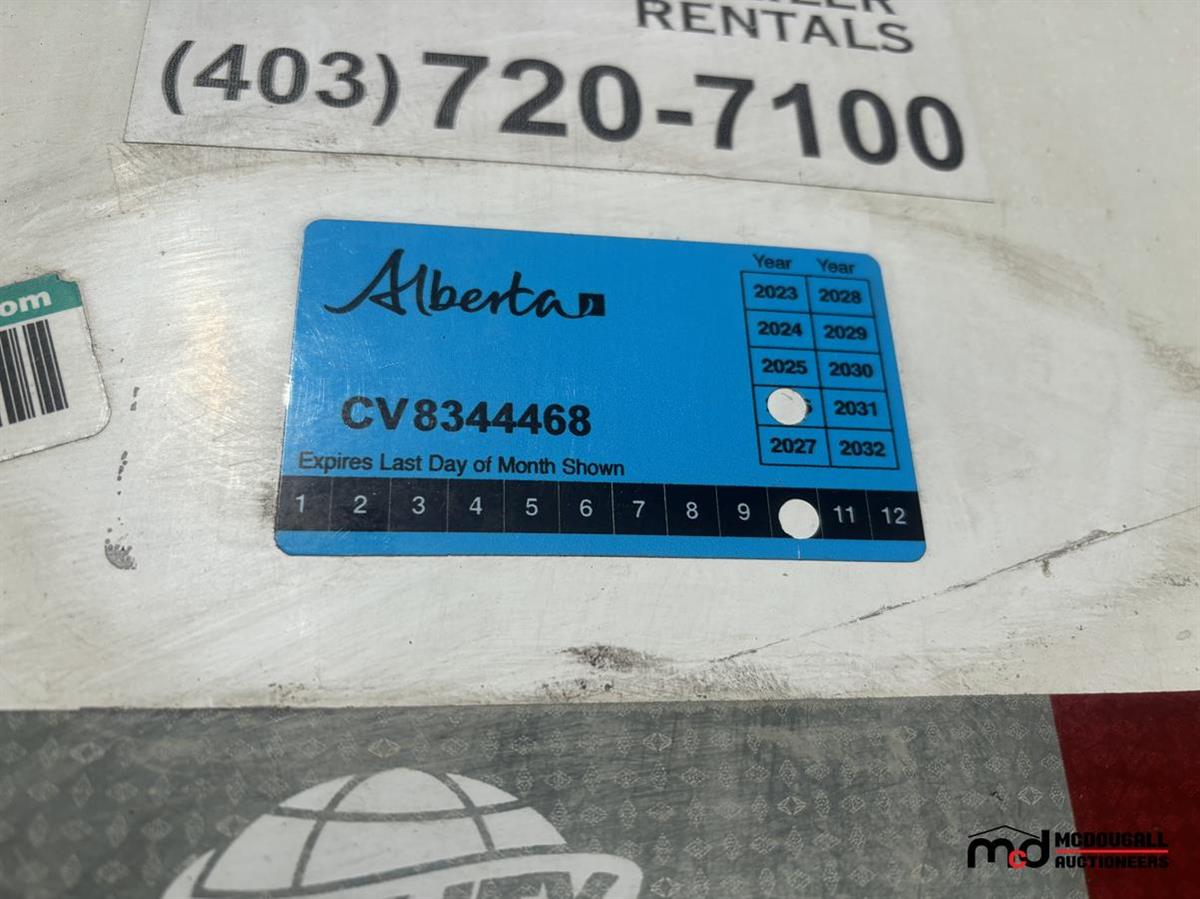 RENTALS
(403) 720-7100
om
Alberta
Year Year
2023 2028
2024 2029
2025 2030
2031
2027 2032
CV8344468
Expires Last Day of Month Shown
1 2 3 4 5 6 7 8 9 11 12
mcd MCDOUGALL
AUCTIONEERS